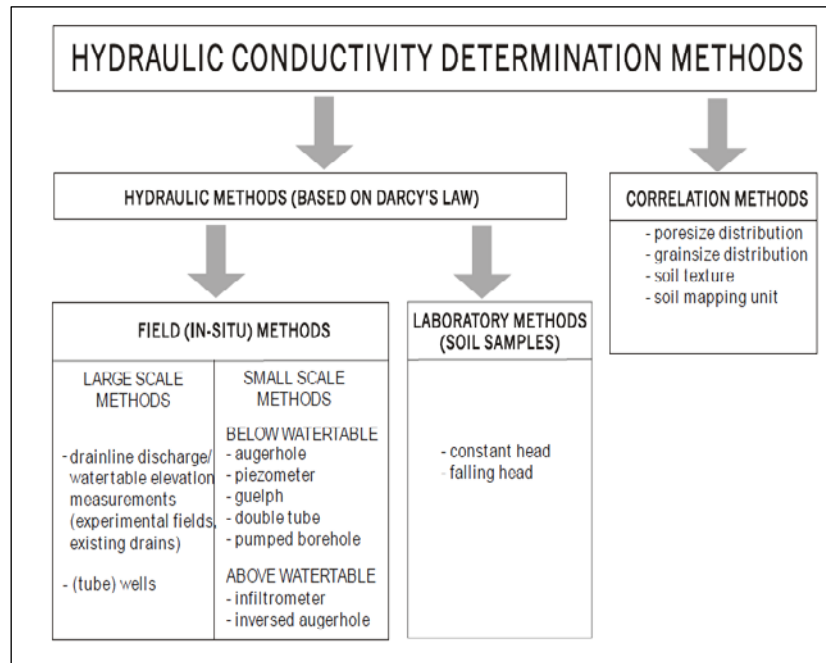 HYDRAULIC CONDUCTIVITY DETERMINATION METHODS
HYDRAULIC METHODS (BASED ON DARCY'S LAW)
CORRELATION METHODS
- poresize distribution
- grainsize distribution
- soil texture
- soil mapping unit
FIELD (IN-SITU) METHODS
LARGE SCALE
METHODS
- drainline discharge/
watertable elevation
measurements
(experimental fields,
existing drains)
- (tube) wells
SMALL SCALE
METHODS
BELOW WATERTABLE
- augerhole
- piezometer
- guelph
- double tube
- pumped borehole
ABOVE WATERTABLE
- infiltrometer
- inversed augerhole
LABORATORY METHODS
(SOIL SAMPLES)
- constant head
- falling head